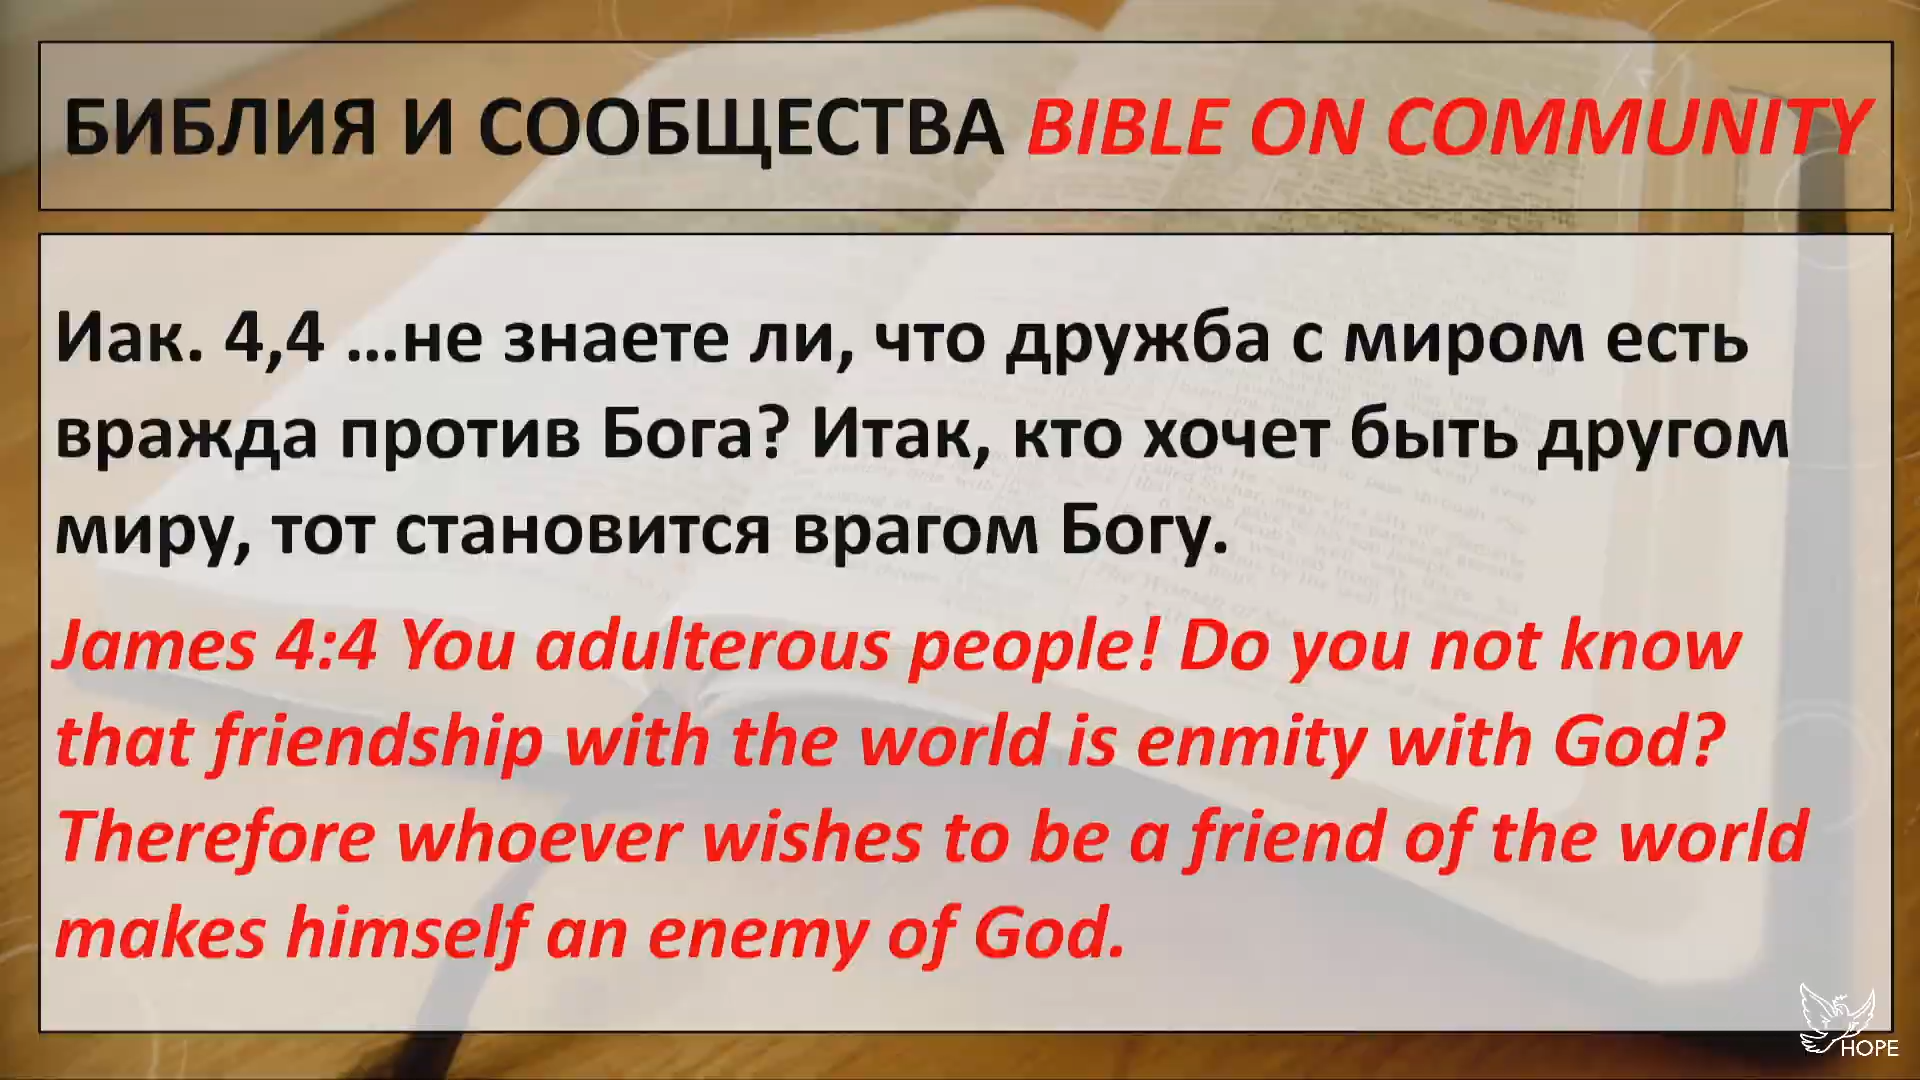 БИБЛИЯ И СООБЩЕСТВА BIBLE ON COMMUNITY
Иак. 4,4 ...не знаете ли, что дружба с миром есть
вражда против Бога? Итак, кто хочет быть другом
миру, тот становится врагом Богу.
James 4:4 You adulterous people! Do you not know
that friendship with the world is enmity with God?
Therefore whoever wishes to be a friend of the world
makes himself an enemy of God.
HOPE